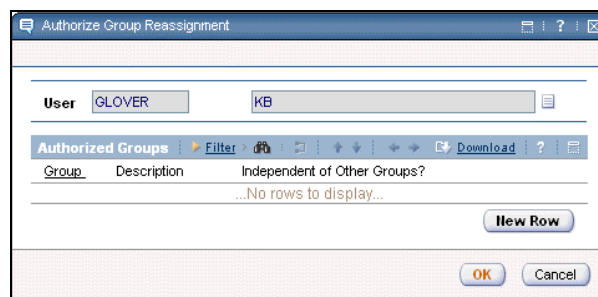 Authorize Group Reassignment ?
User GLOVER KB
Authorized Groups Filter Download ?
Group Description Independent of Other Groups?
...No rows to display...
New Row
OK Cancel